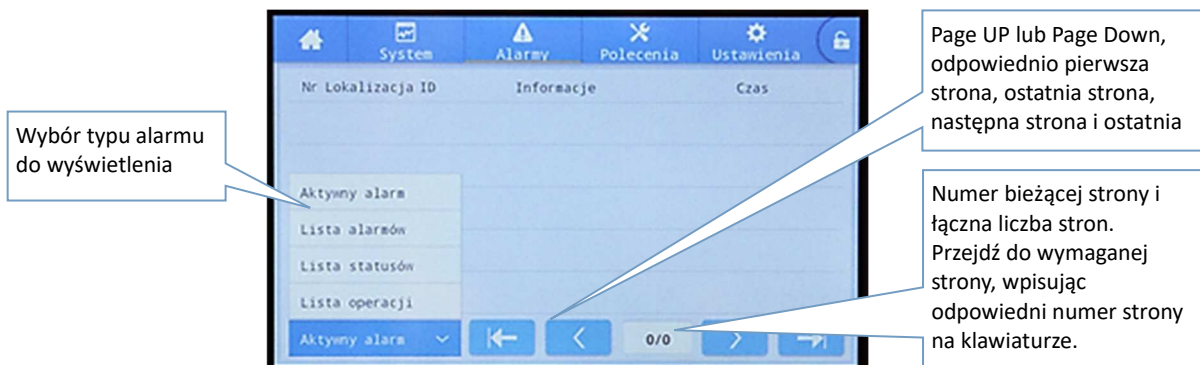 System
Alarmy
Polecenia
Ustawienia
Nr Lokalizacja ID Informacje Czas
Aktywny alarm
Lista alarmów
Lista statusów
Lista operacji
Aktywny alarm
0/0
Wybór typu alarmu
do wyświetlenia
Page UP lub Page Down,
odpowiednio pierwsza
strona, ostatnia strona,
następna strona i ostatnia
Numer bieżącej strony i
łączna liczba stron.
Przejdź do wymaganej
strony, wpisując
odpowiedni numer strony
na klawiaturze.